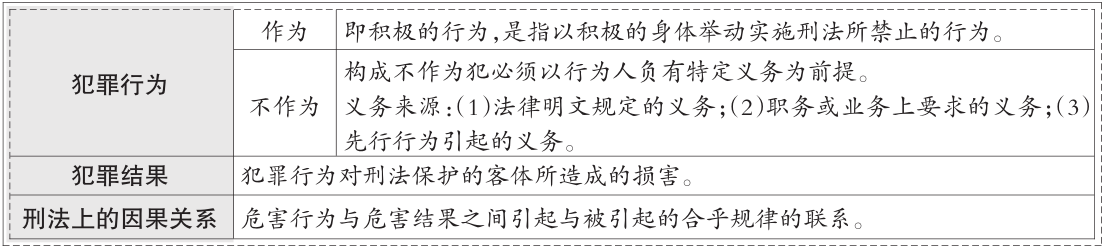 犯罪行为
作为
即积极的行为,是指以积极的身体举动实施刑法所禁止的行为。
不作为
构成不作为犯必须以行为人负有特定义务为前提。
义务来源:(1)法律明文规定的义务;(2)职务或业务上要求的义务;(3)
先行行为引起的义务。
犯罪结果
犯罪行为对刑法保护的客体所造成的损害。
刑法上的因果关系
危害行为与危害结果之间引起与被引起的合乎规律的联系。